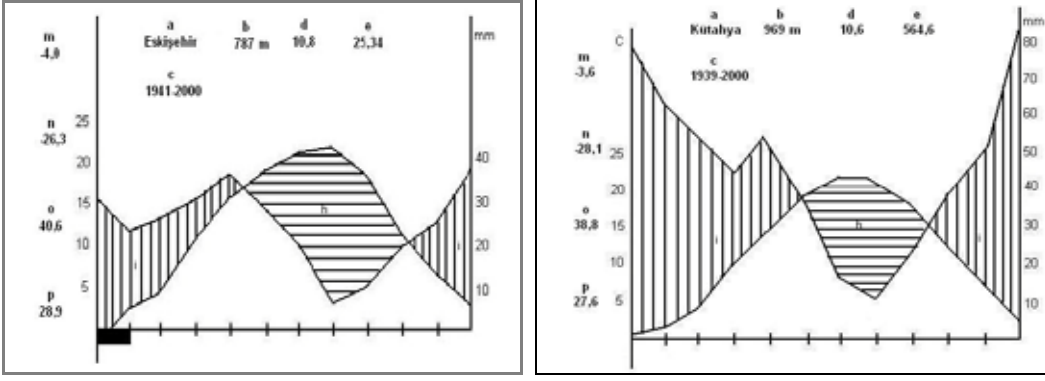 a b d e
Eskişehir 787 m 10,8 25,34
c
1941-2000
m
-4,0
n
-26,3
o
40,6
p
28,9
25
20
15
10
5
mm
40
30
20
10
h
i
i
a b d e
Kütahya 969 m 10,6 564,6
c
1939-2000
m
-3,6
n
-28,1
o
38,8
p
27,6
C
25
20
15
10
5
mm
80
70
60
50
40
30
20
10
h
i
i